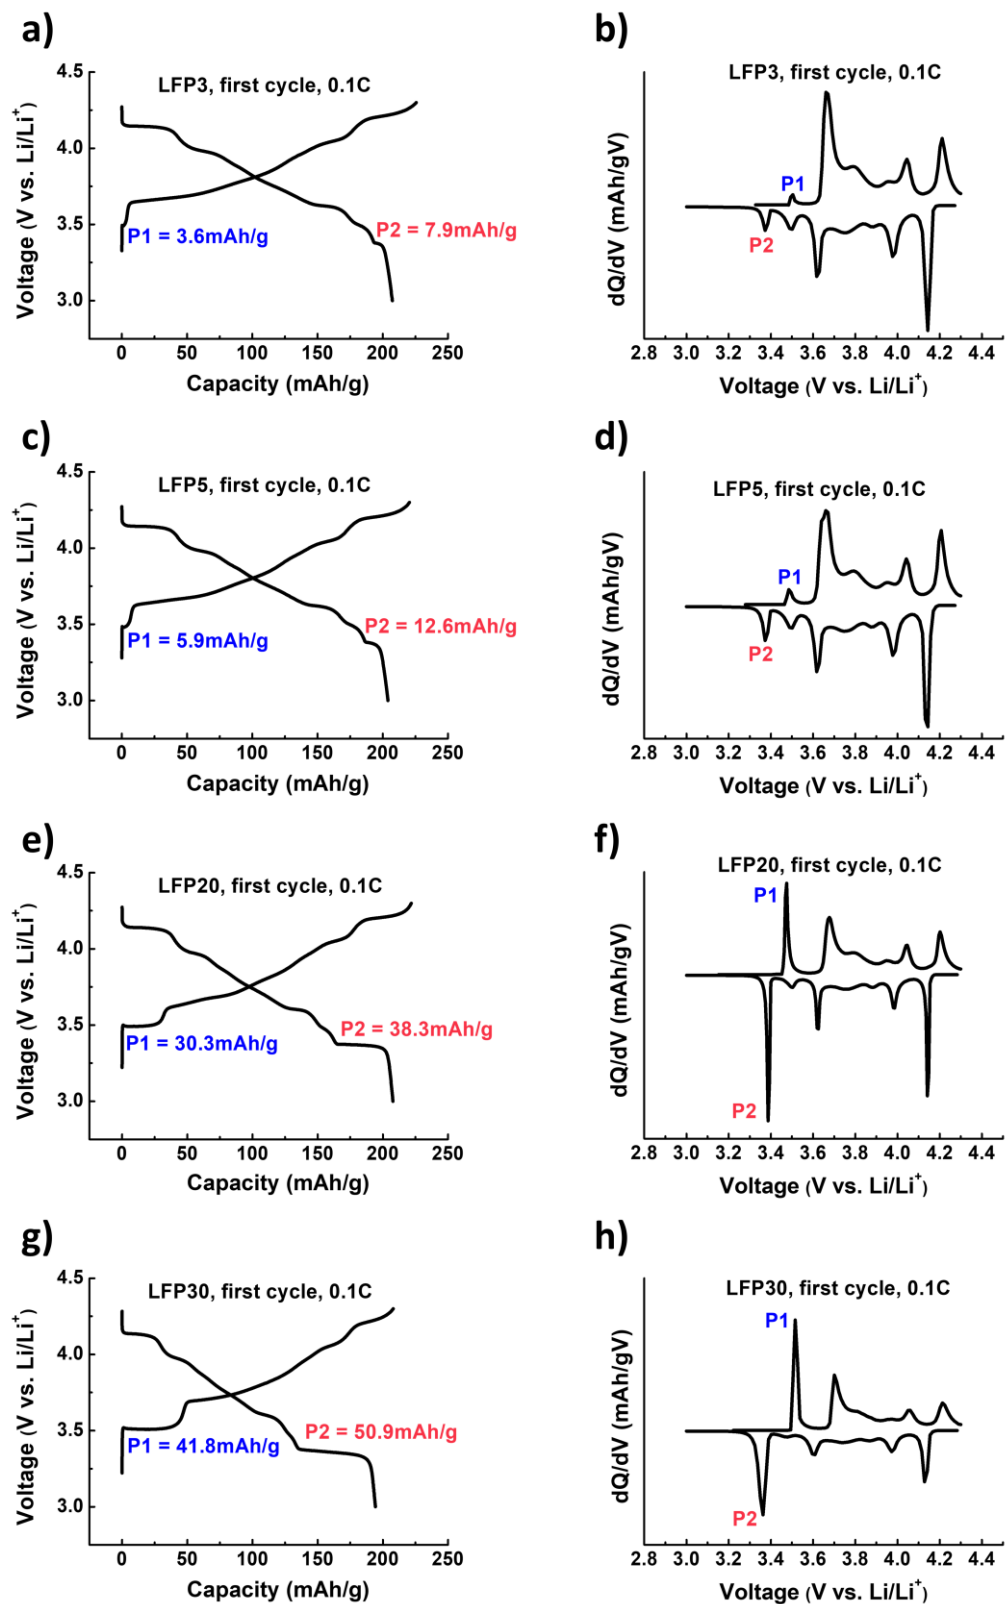 a)
LFP3, first cycle, 0.1C
4.5
4.0
3.5
3.0
Voltage (V vs. Li/Li⁺)
P1 = 3.6mAh/g
P2 = 7.9mAh/g
0 50 100 150 200 250
Capacity (mAh/g)
b)
LFP3, first cycle, 0.1C
dQ/dV (mAh/gV)
P1
P2
2.8 3.0 3.2 3.4 3.6 3.8 4.0 4.2 4.4
Voltage (V vs. Li/Li⁺)
c)
LFP5, first cycle, 0.1C
4.5
4.0
3.5
3.0
Voltage (V vs. Li/Li⁺)
P1 = 5.9mAh/g
P2 = 12.6mAh/g
0 50 100 150 200 250
Capacity (mAh/g)
d)
LFP5, first cycle, 0.1C
dQ/dV (mAh/gV)
P1
P2
2.8 3.0 3.2 3.4 3.6 3.8 4.0 4.2 4.4
Voltage (V vs. Li/Li⁺)
e)
LFP20, first cycle, 0.1C
4.5
4.0
3.5
3.0
Voltage (V vs. Li/Li⁺)
P1 = 30.3mAh/g
P2 = 38.3mAh/g
0 50 100 150 200 250
Capacity (mAh/g)
f)
LFP20, first cycle, 0.1C
dQ/dV (mAh/gV)
P1
P2
2.8 3.0 3.2 3.4 3.6 3.8 4.0 4.2 4.4
Voltage (V vs. Li/Li⁺)
g)
LFP30, first cycle, 0.1C
4.5
4.0
3.5
3.0
Voltage (V vs. Li/Li⁺)
P1 = 41.8mAh/g
P2 = 50.9mAh/g
0 50 100 150 200 250
Capacity (mAh/g)
h)
LFP30, first cycle, 0.1C
dQ/dV (mAh/gV)
P1
P2
2.8 3.0 3.2 3.4 3.6 3.8 4.0 4.2 4.4
Voltage (V vs. Li/Li⁺)